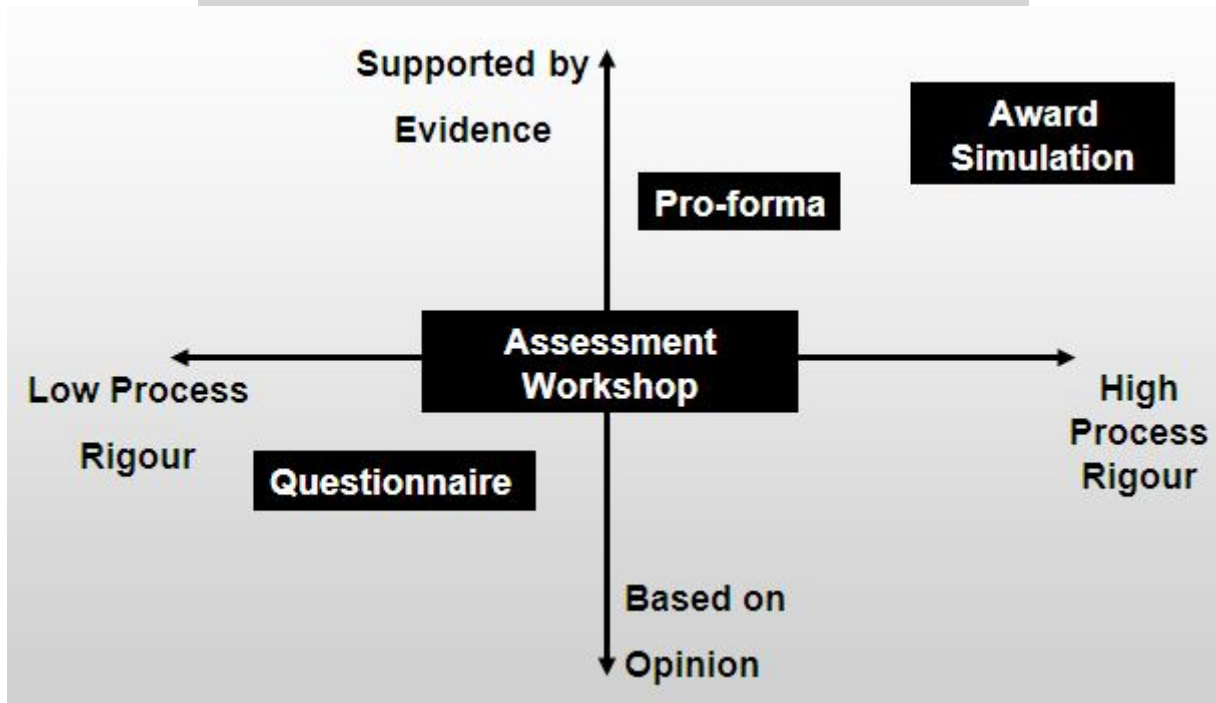 Supported by
Evidence
Award
Simulation
Pro-forma
Assessment
Workshop
Low Process
Rigour
High
Process
Rigour
Questionnaire
Based on
Opinion